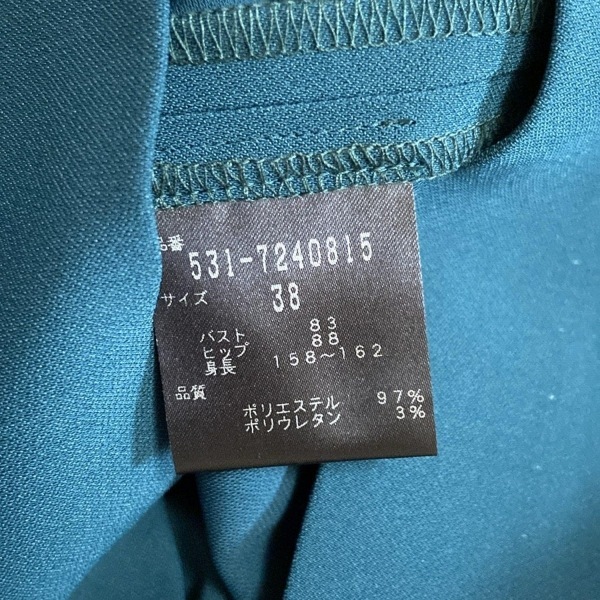 品番
531-7240815
サイズ 38
バスト 83
ヒップ 88
身長 158～162
品質
ポリエステル 97%
ポリウレタン 3%